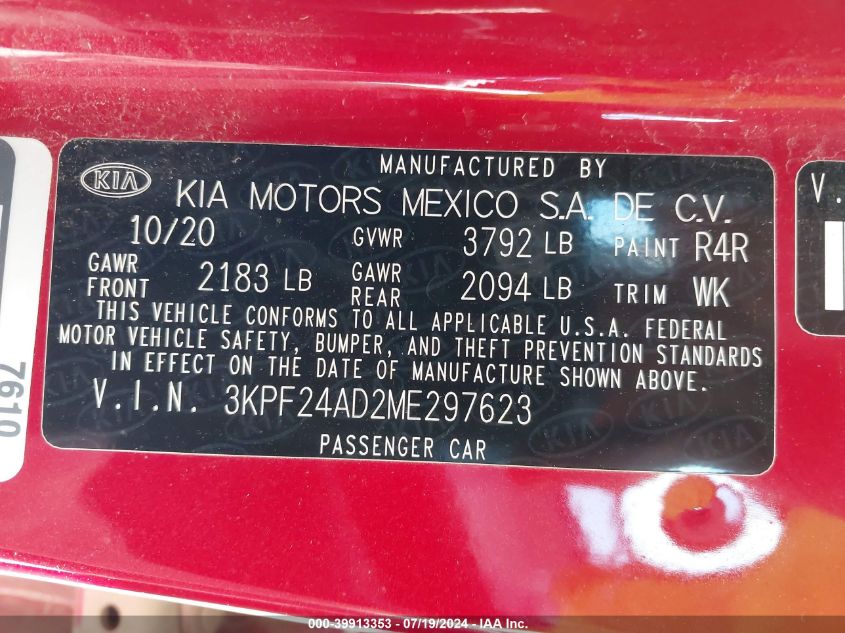 MANUFACTURED BY
KIA KIA MOTORS MEXICO S.A. DE C.V.
10/20 GVWR 3792 LB PAINT R4R
GAWR FRONT 2183 LB GAWR REAR 2094 LB TRIM WK
THIS VEHICLE CONFORMS TO ALL APPLICABLE U.S.A. FEDERAL
MOTOR VEHICLE SAFETY, BUMPER, AND THEFT PREVENTION STANDARDS
IN EFFECT ON THE DATE OF MANUFACTURE SHOWN ABOVE.
V.I.N. 3KPF24AD2ME297623
PASSENGER CAR
7610
V.
000-39913353 - 07/19/2024 - IAA Inc.